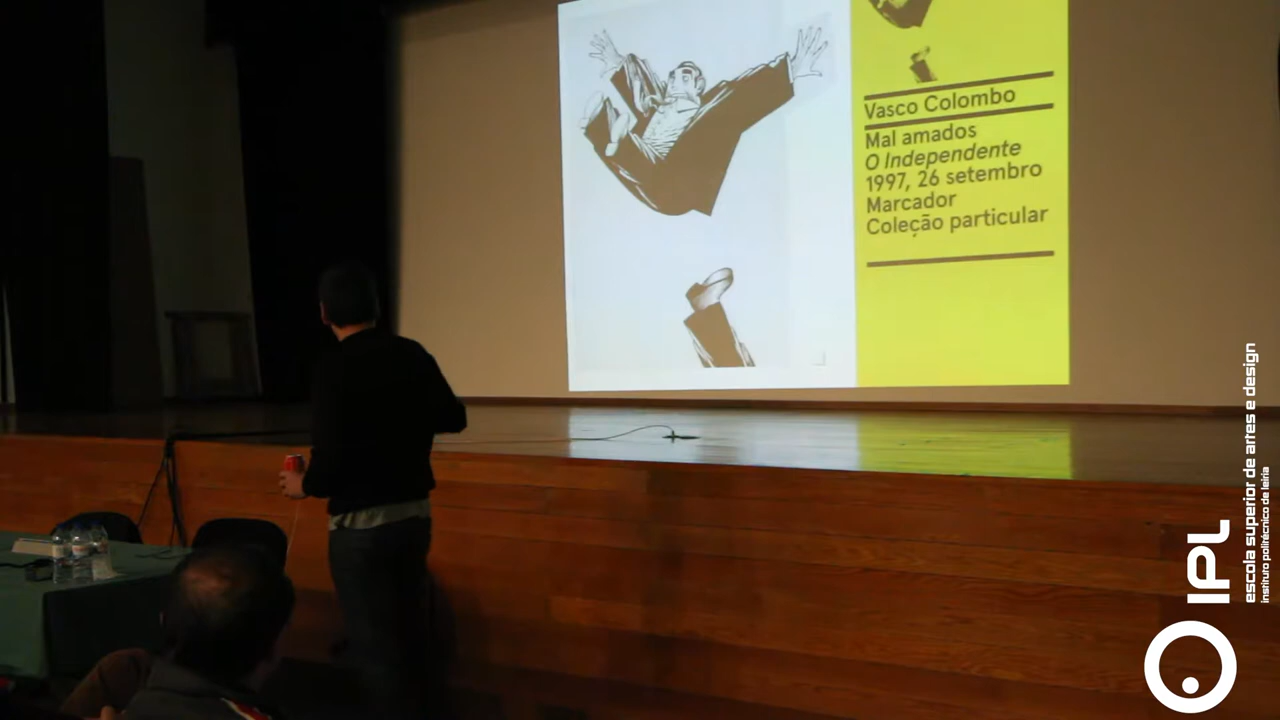 Vasco Colombo
Mal amados
O Independente
1997, 26 setembro
Marcador
Coleção particular
IPL
escola superior de artes e design
instituto politécnico de leiria